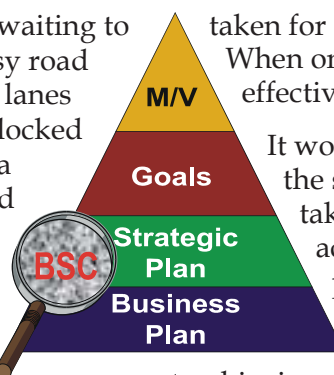 waiting to
sy road
lanes
locked
a
d
taken for
When or
effectiv
It wo
the s
tak
a
M/V
Goals
Strategic
Plan
Business
Plan
BSC